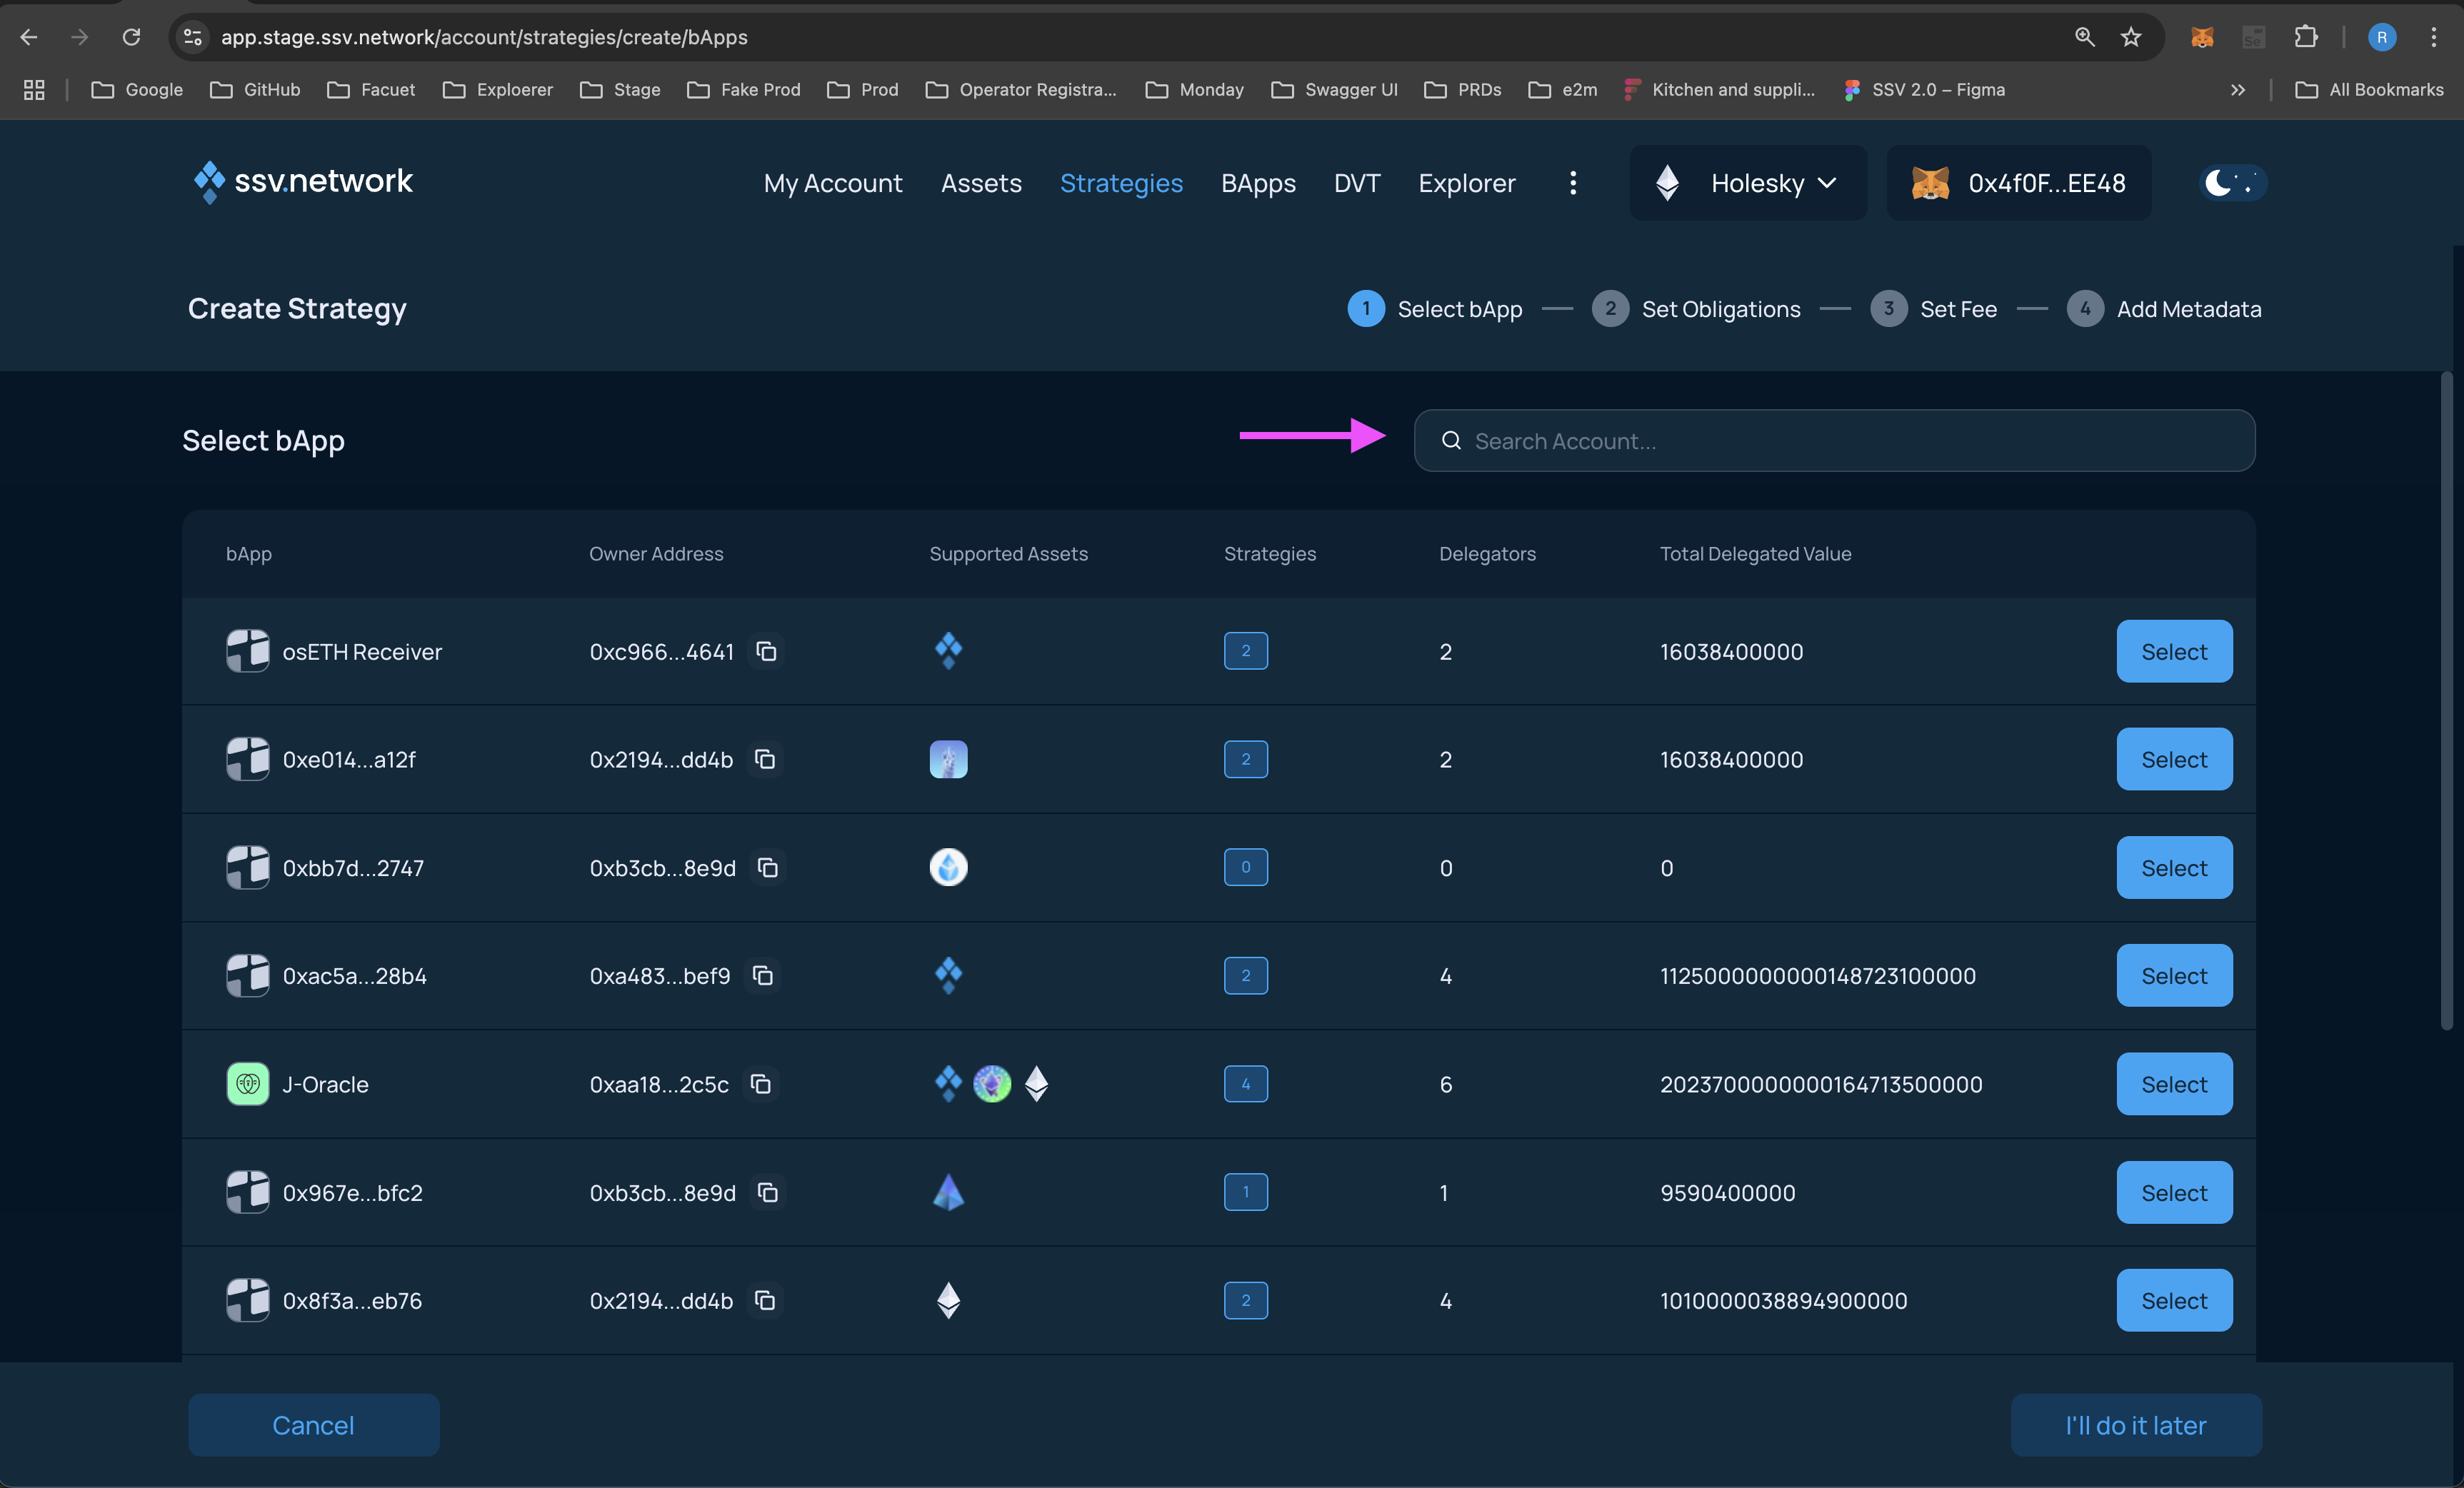 app.stage.ssv.network/account/strategies/create/bApps
R
Google GitHub Facuet Exploerer Stage Fake Prod Prod Operator Registra... Monday Swagger UI PRDs e2m Kitchen and suppli... SSV 2.0 – Figma All Bookmarks
ssv.network My Account Assets Strategies BApps DVT Explorer Holesky 0x4f0F...EE48
Create Strategy 1 Select bApp 2 Set Obligations 3 Set Fee 4 Add Metadata
Select bApp Search Account...
bApp Owner Address Supported Assets Strategies Delegators Total Delegated Value
osETH Receiver 0xc966...4641 2 2 16038400000 Select
0xe014...a12f 0x2194...dd4b 2 2 16038400000 Select
0xbb7d...2747 0xb3cb...8e9d 0 0 0 Select
0xac5a...28b4 0xa483...bef9 2 4 1125000000000148723100000 Select
J-Oracle 0xaa18...2c5c 4 6 2023700000000164713500000 Select
0x967e...bfc2 0xb3cb...8e9d 1 1 9590400000 Select
0x8f3a...eb76 0x2194...dd4b 2 4 1010000038894900000 Select
Cancel I'll do it later